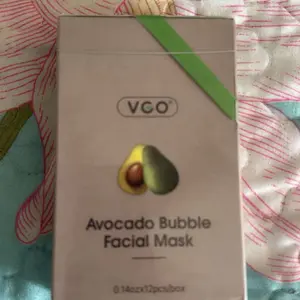 VGO®
Avocado Bubble
Facial Mask
0.14ozx12pcs/box